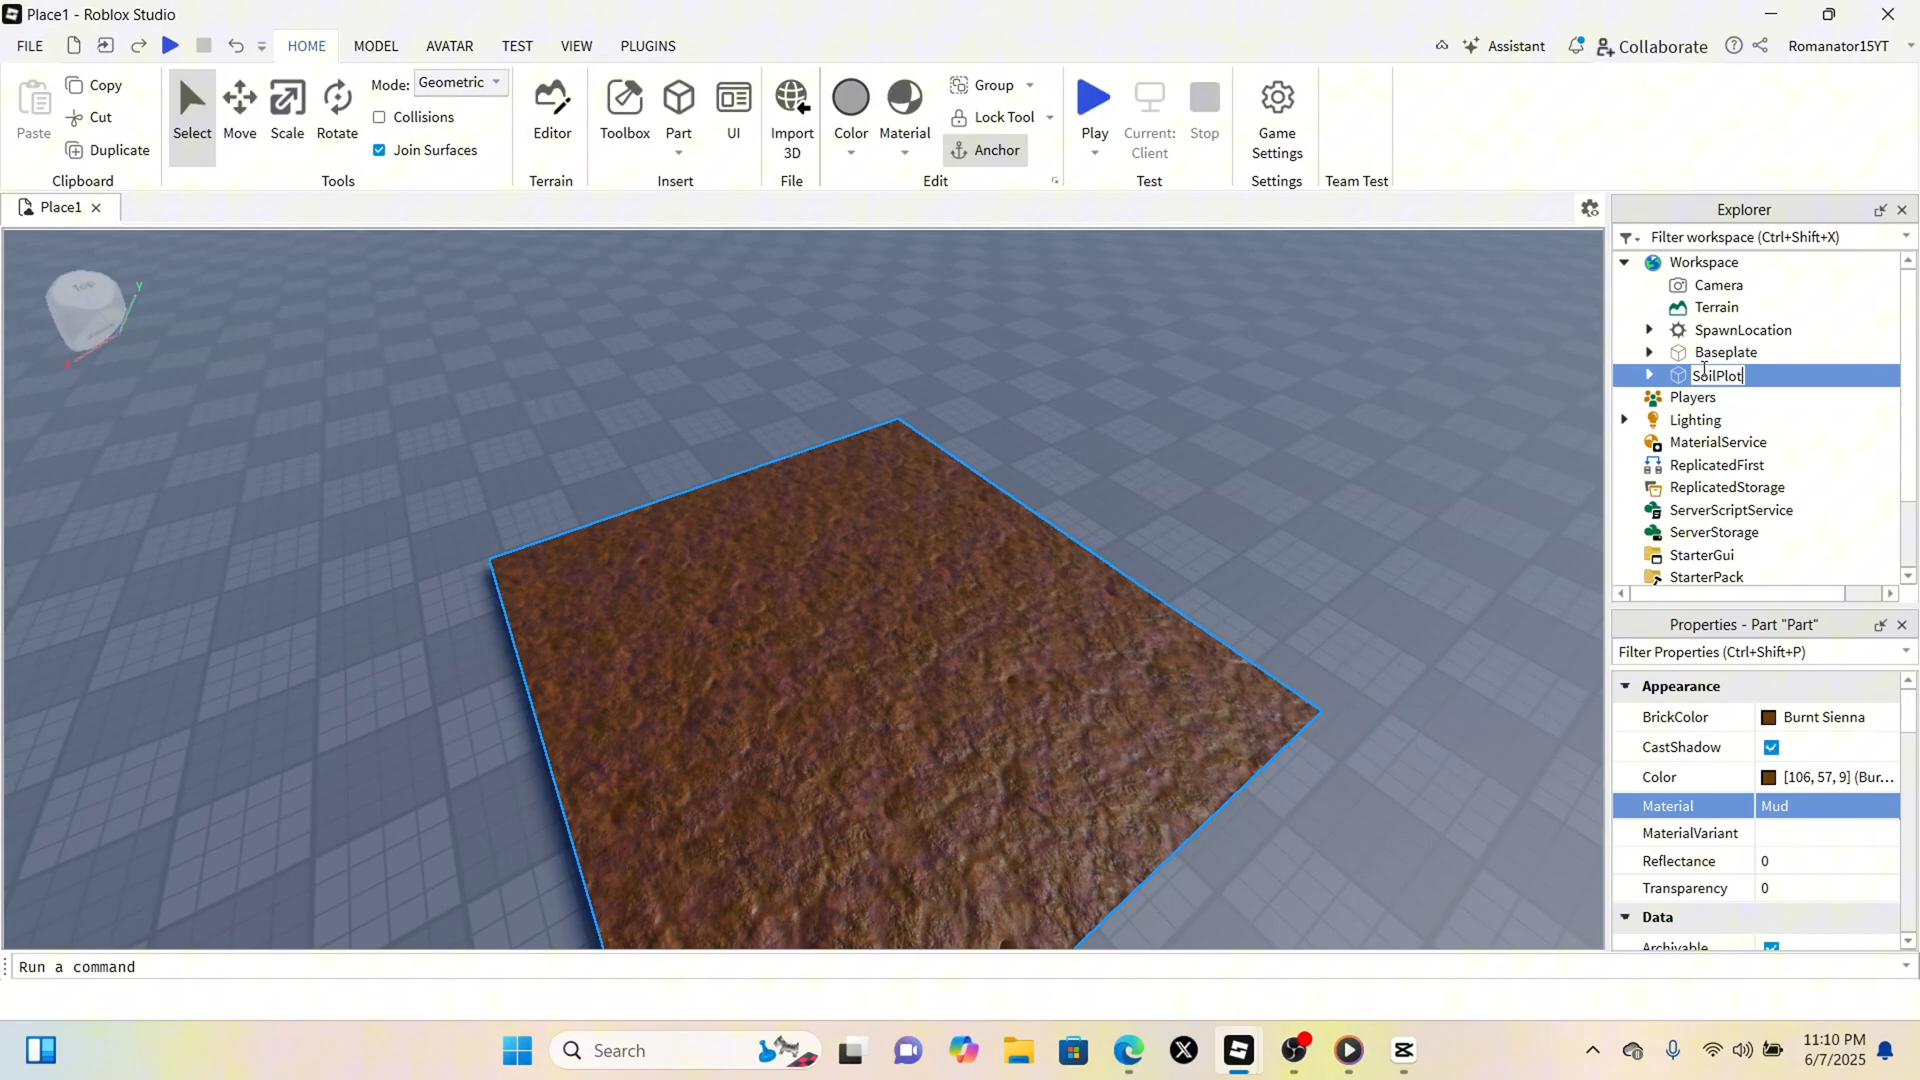 Place1 - Roblox Studio
FILE HOME MODEL AVATAR TEST VIEW PLUGINS Assistant Collaborate Romanator15YT
Paste Copy Cut Duplicate Clipboard
Select Move Scale Rotate Mode: Geometric Collisions Join Surfaces Tools
Editor Terrain
Toolbox Part UI Insert
Import 3D File
Color Material Group Lock Tool Anchor Edit
Play Current: Client Stop Test
Game Settings Settings
Team Test
Place1
Top
Y
X
Explorer
Filter workspace (Ctrl+Shift+X)
Workspace
Camera
Terrain
SpawnLocation
Baseplate
SoilPlot
Players
Lighting
MaterialService
ReplicatedFirst
ReplicatedStorage
ServerScriptService
ServerStorage
StarterGui
StarterPack
Properties - Part "Part"
Filter Properties (Ctrl+Shift+P)
Appearance
BrickColor Burnt Sienna
CastShadow
Color [106, 57, 9] (Bur...
Material Mud
MaterialVariant
Reflectance 0
Transparency 0
Data
Archivable
Run a command
Search
11:10 PM
6/7/2025